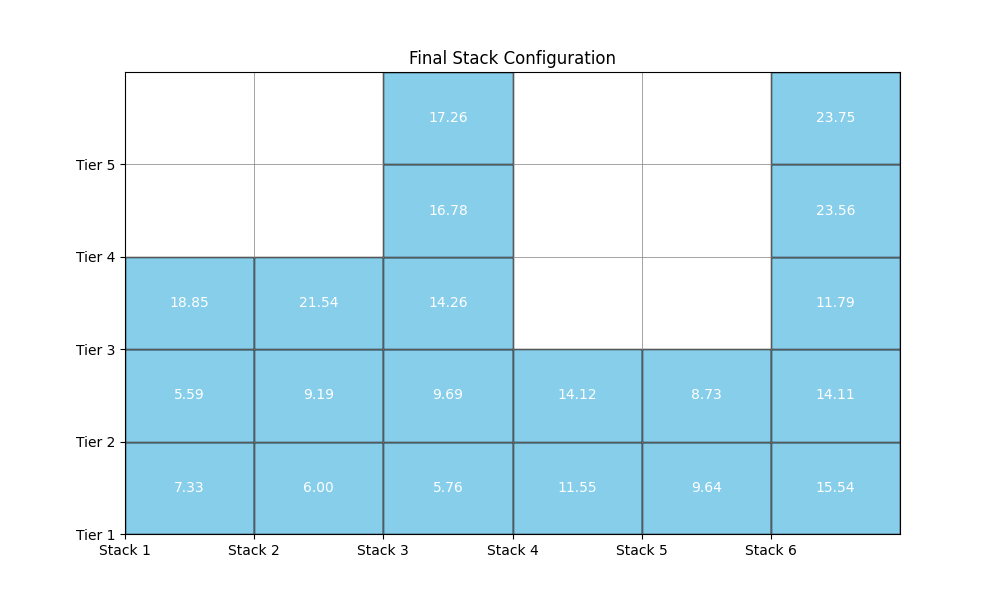 Final Stack Configuration
17.26 23.75
Tier 5
16.78 23.56
Tier 4
18.85 21.54 14.26 11.79
Tier 3
5.59 9.19 9.69 14.12 8.73 14.11
Tier 2
7.33 6.00 5.76 11.55 9.64 15.54
Tier 1
Stack 1 Stack 2 Stack 3 Stack 4 Stack 5 Stack 6